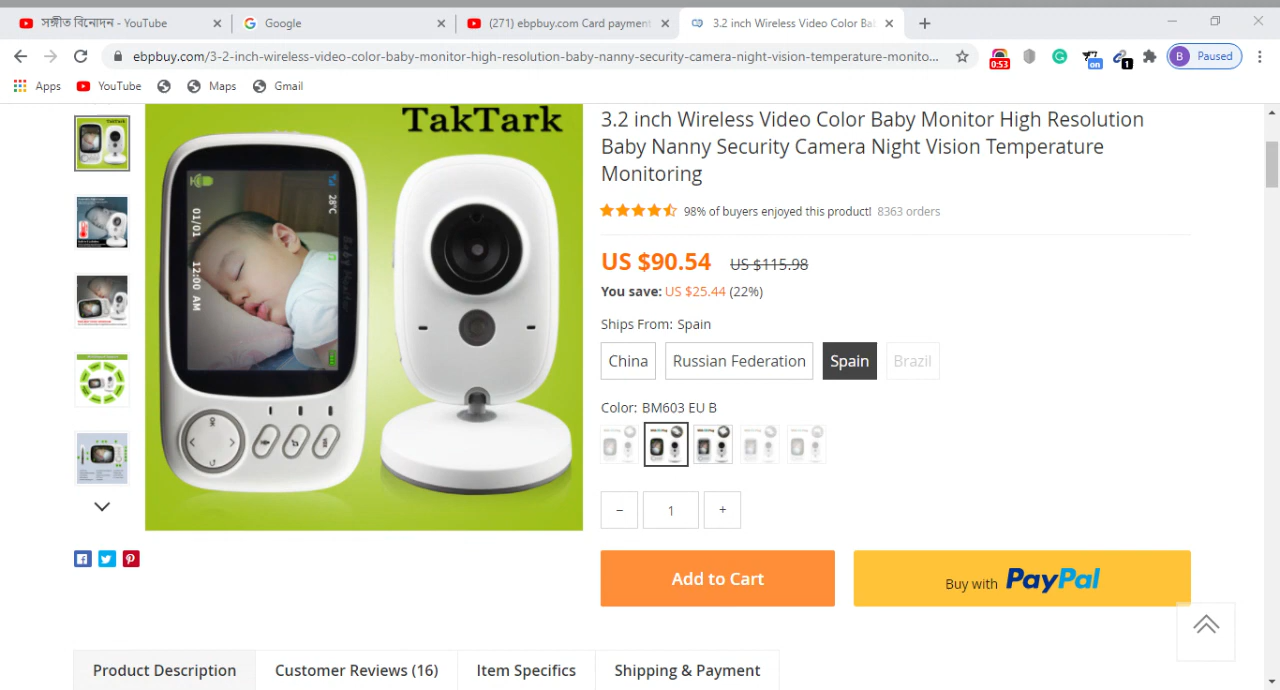 সঙ্গীত বিনোদন - YouTube
Google
(271) ebpbuy.com Card payment
3.2 inch Wireless Video Color Ba
ebpbuy.com/3-2-inch-wireless-video-color-baby-monitor-high-resolution-baby-nanny-security-camera-night-vision-temperature-monito...
0:53
on
1
B
Paused
Apps
YouTube
Maps
Gmail
TakTark
28°C
01/01
12:00 AM
Baby Monitor
OK
3.2 inch Wireless Video Color Baby Monitor High Resolution
Baby Nanny Security Camera Night Vision Temperature
Monitoring
98% of buyers enjoyed this product! 8363 orders
US $90.54 US $115.98
You save: US $25.44 (22%)
Ships From: Spain
China
Russian Federation
Spain
Brazil
Color: BM603 EU B
− 1 +
Add to Cart
Buy with PayPal
Product Description
Customer Reviews (16)
Item Specifics
Shipping & Payment